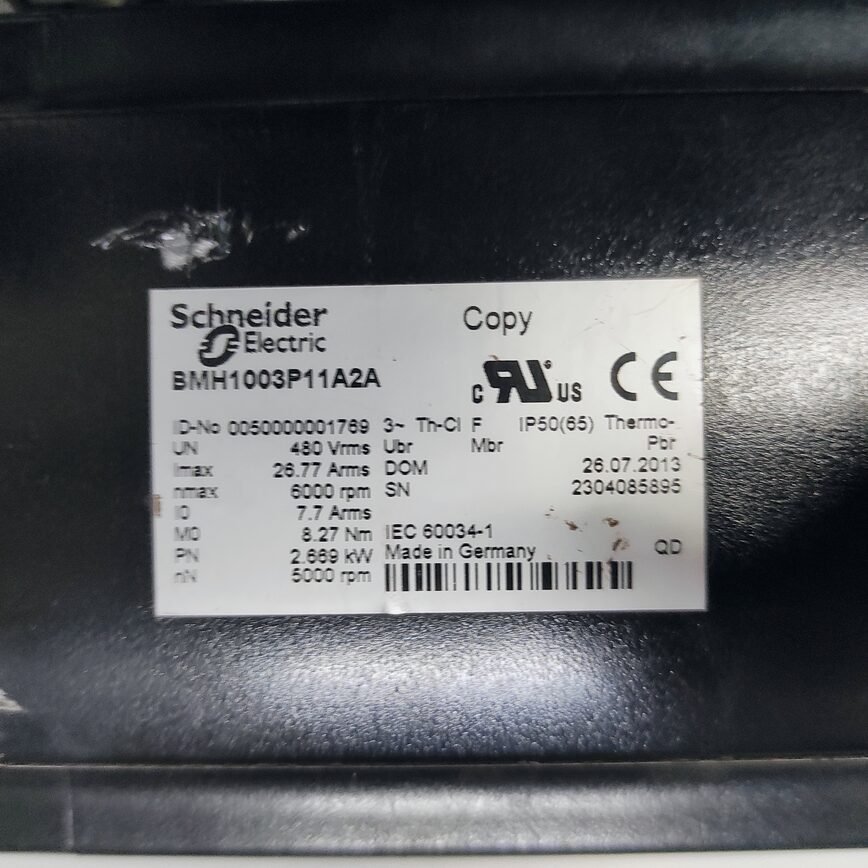 Schneider Electric
Copy
BMH1003P11A2A
c RU US CE
ID-No 0050000001769 3~ Th-Cl F IP50(65) Thermo-
UN 480 Vrms Ubr Mbr Pbr
Imax 26.77 Arms DOM 26.07.2013
nmax 6000 rpm SN 2304085895
I0 7.7 Arms
M0 8.27 Nm IEC 60034-1
PN 2.669 kW Made in Germany QD
nN 5000 rpm